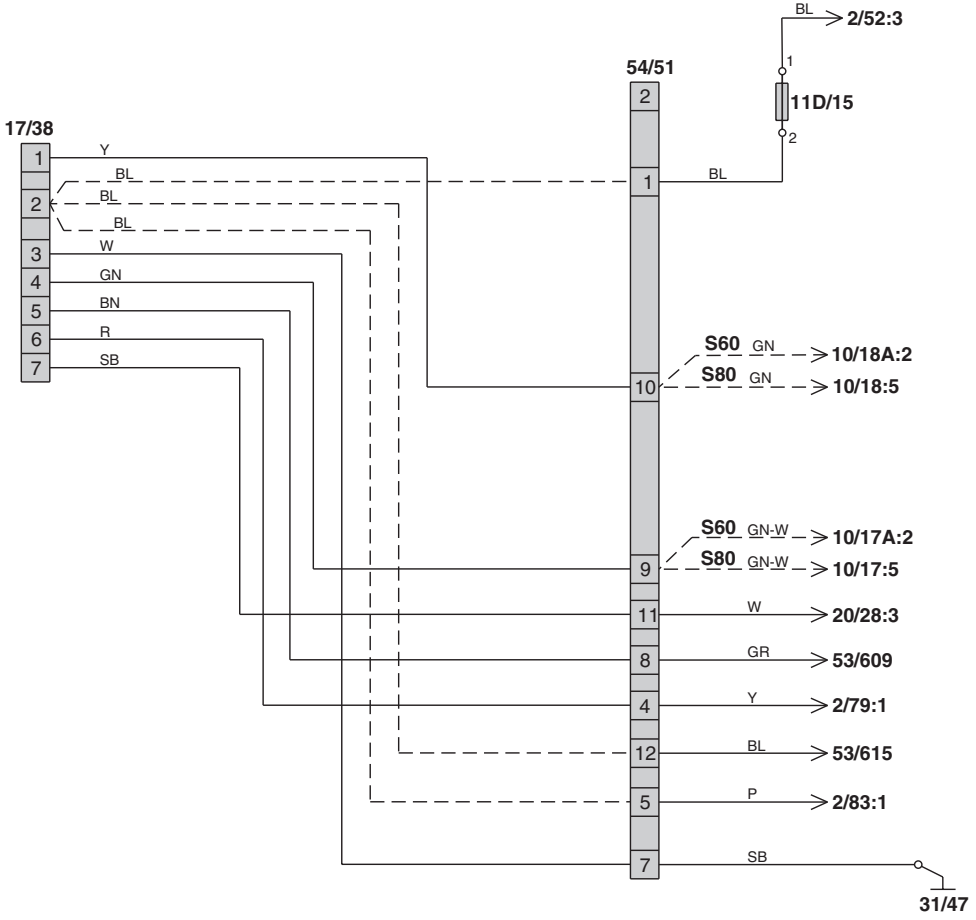 BL
2/52:3
54/51
1
2
11D/15
17/38
2
1
Y
BL
1
BL
2
BL
BL
3
W
4
GN
5
BN
6
R
7
SB
S60 GN
10/18A:2
10
S80 GN
10/18:5
S60 GN-W
10/17A:2
9
S80 GN-W
10/17:5
11
W
20/28:3
8
GR
53/609
4
Y
2/79:1
12
BL
53/615
5
P
2/83:1
7
SB
31/47